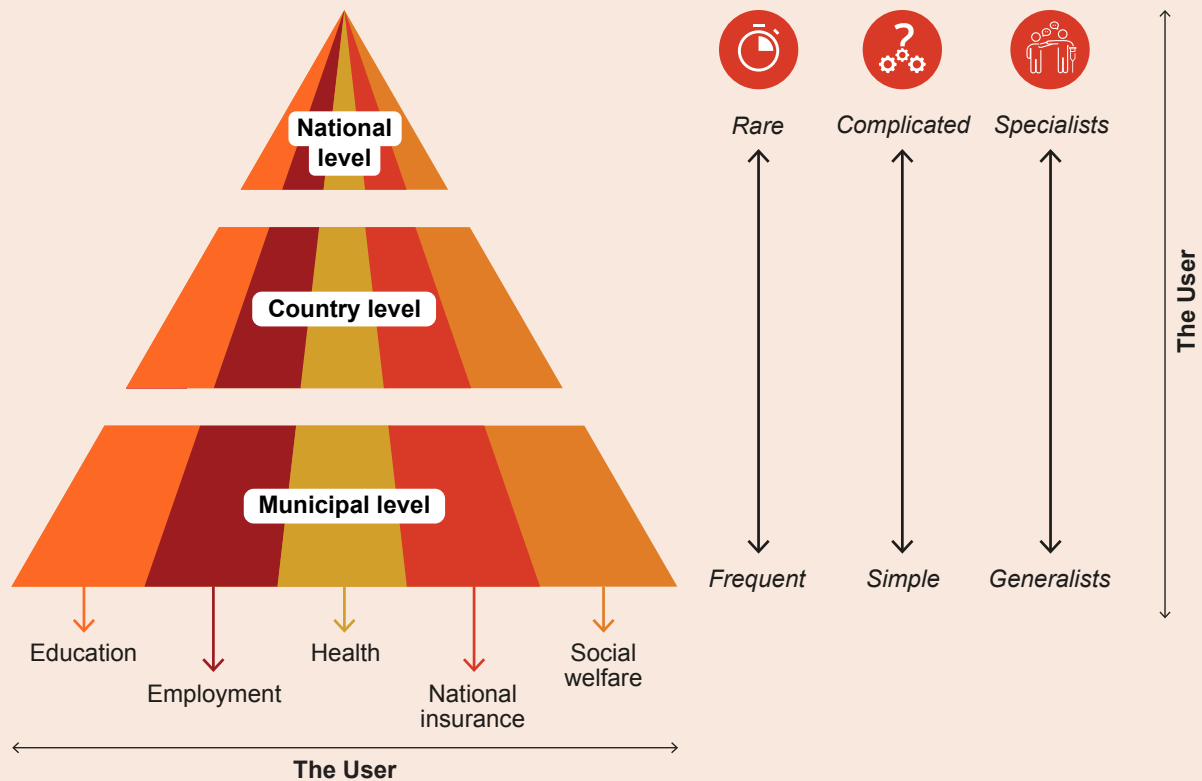 National
level
Country level
Municipal level
Education
Employment
Health
National
insurance
Social
welfare
The User
?
Rare
Complicated
Specialists
Frequent
Simple
Generalists
The User